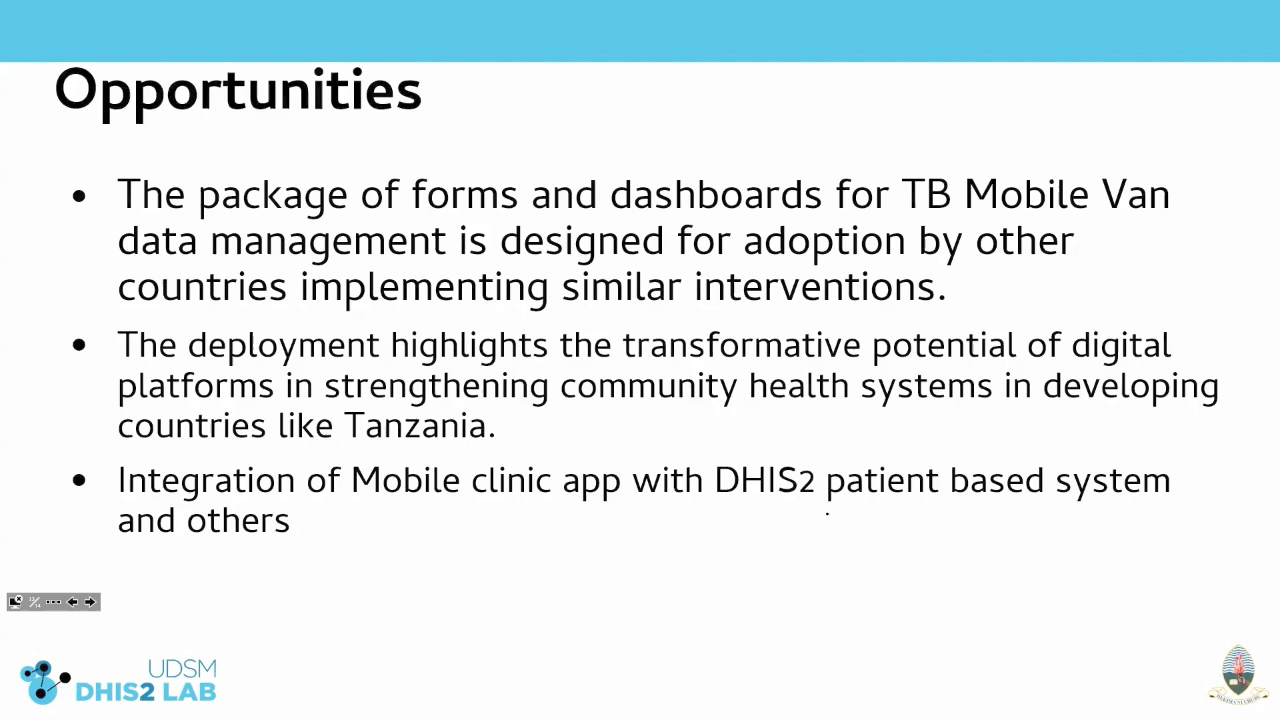 Opportunities
• The package of forms and dashboards for TB Mobile Van
data management is designed for adoption by other
countries implementing similar interventions.
• The deployment highlights the transformative potential of digital
platforms in strengthening community health systems in developing
countries like Tanzania.
• Integration of Mobile clinic app with DHIS2 patient based system
and others
UDSM
DHIS2 LAB